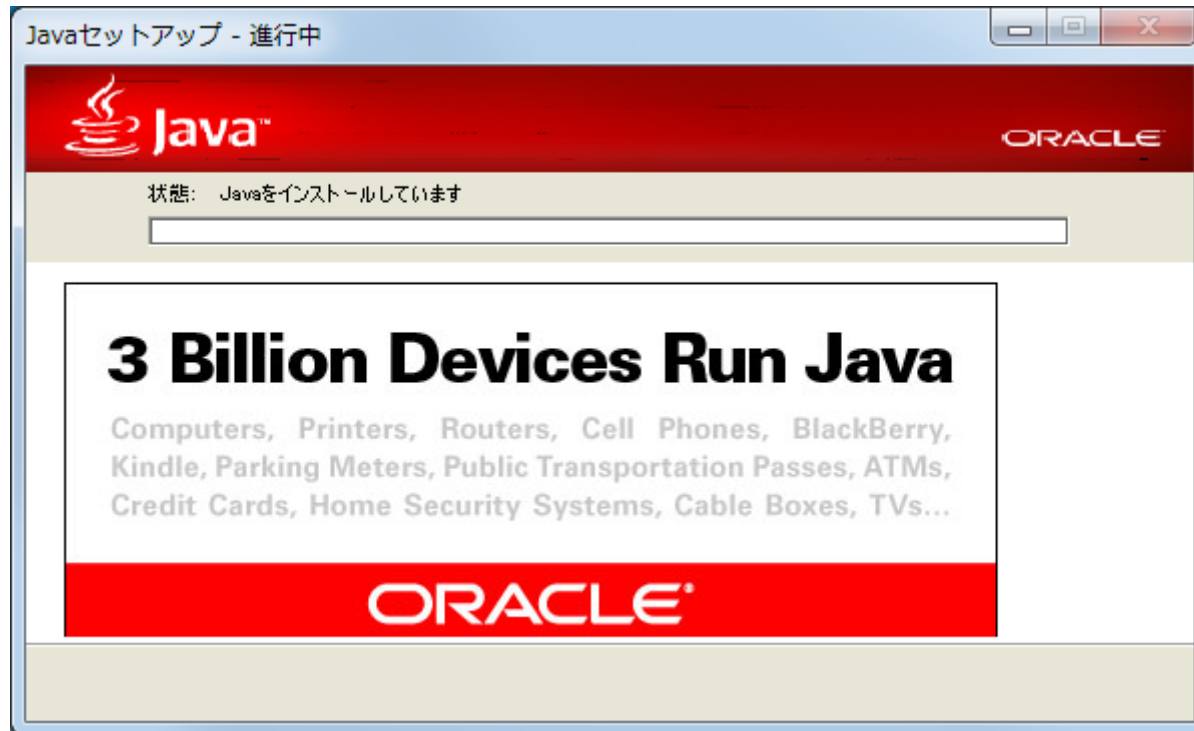 Javaセットアップ - 進行中
Java™
ORACLE
状態: Javaをインストールしています
3 Billion Devices Run Java
Computers, Printers, Routers, Cell Phones, BlackBerry,
Kindle, Parking Meters, Public Transportation Passes, ATMs,
Credit Cards, Home Security Systems, Cable Boxes, TVs...
ORACLE®